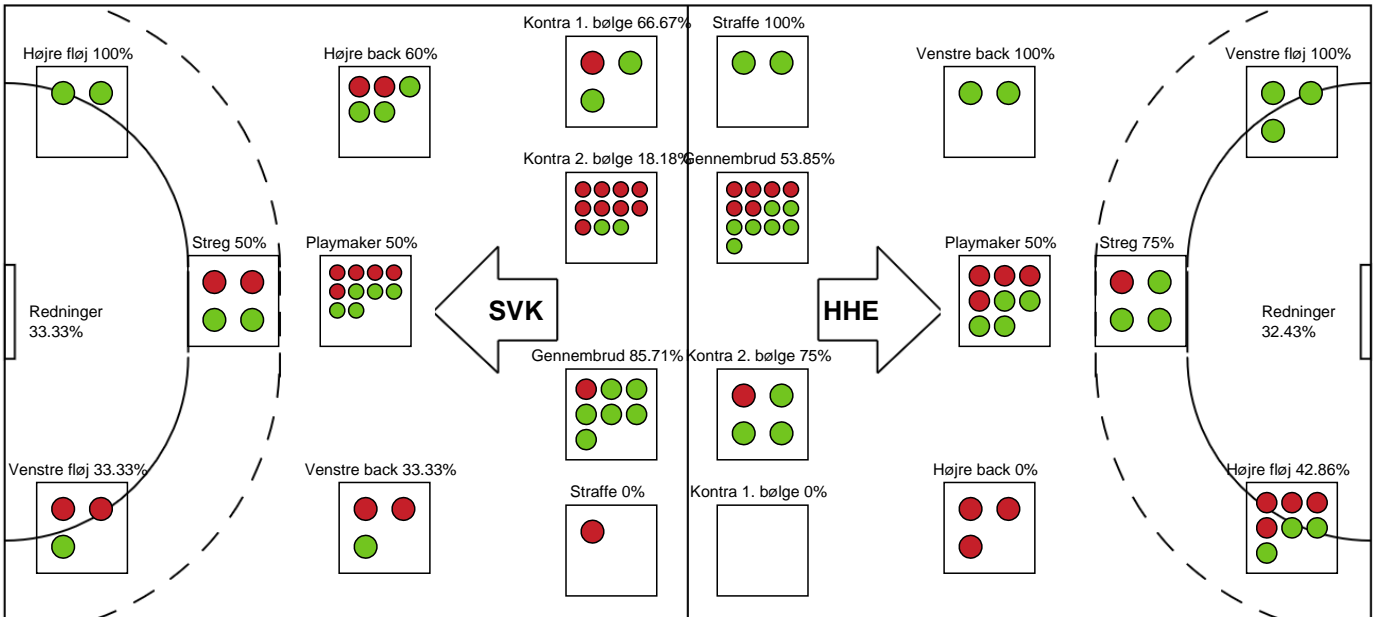 Kontra 1. bølge 66.67%
Straffe 100%
Højre fløj 100%
Højre back 60%
Venstre back 100%
Venstre fløj 100%
Kontra 2. bølge 18.18%
Gennembrud 53.85%
Streg 50%
Playmaker 50%
Playmaker 50%
Streg 75%
Redninger
33.33%
SVK
HHE
Redninger
32.43%
Gennembrud 85.71%
Kontra 2. bølge 75%
Venstre fløj 33.33%
Venstre back 33.33%
Straffe 0%
Kontra 1. bølge 0%
Højre back 0%
Højre fløj 42.86%